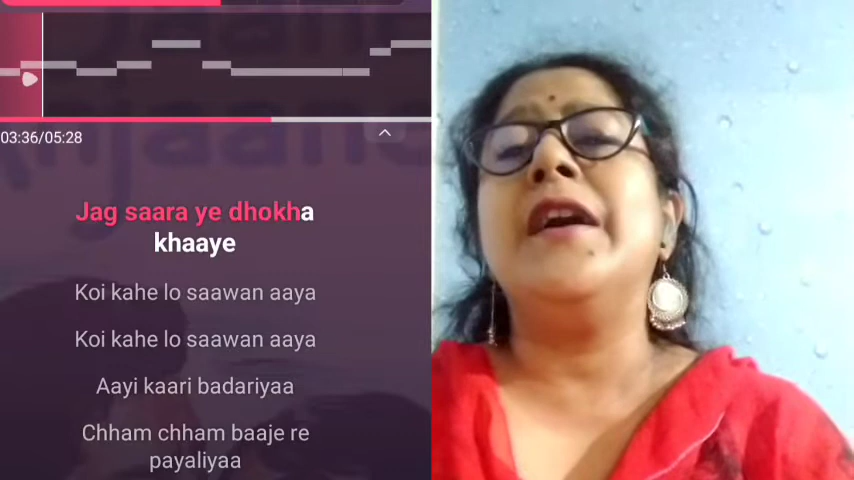 03:36/05:28
Jag saara ye dhokha
khaaye
Koi kahe lo saawan aaya
Koi kahe lo saawan aaya
Aayi kaari badariyaa
Chham chham baaje re
payaliyaa